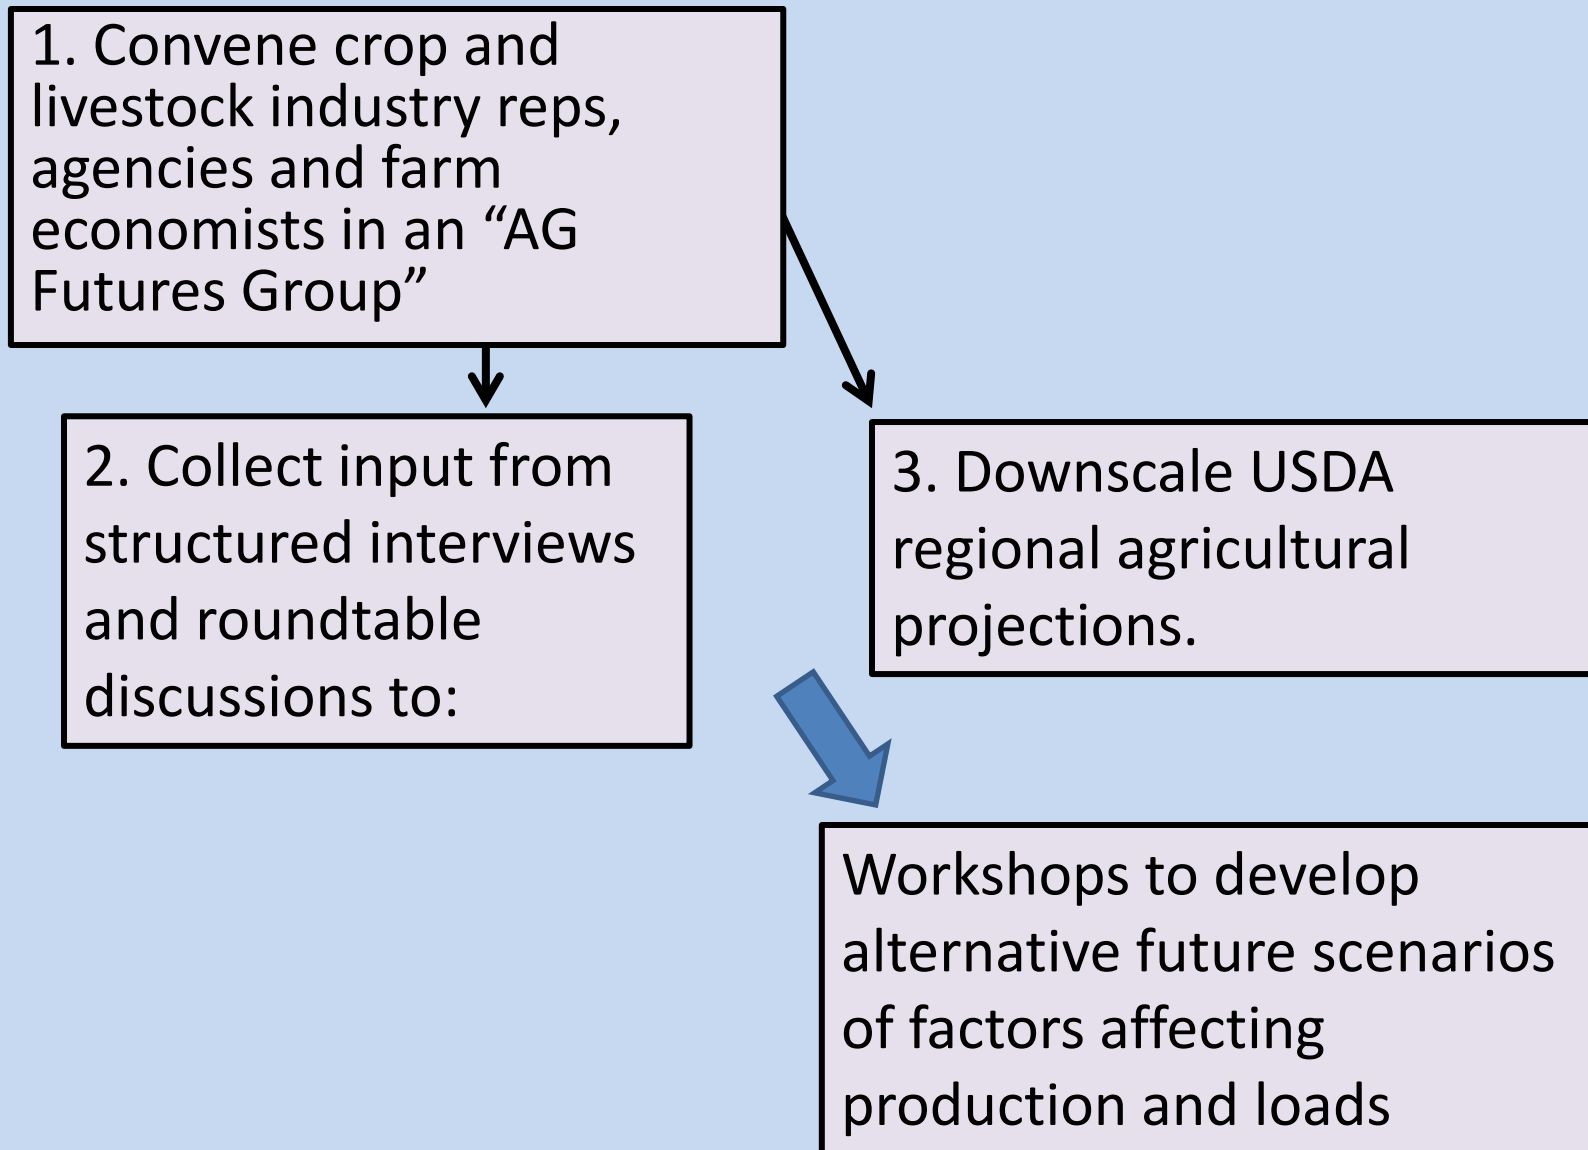 1. Convene crop and
livestock industry reps,
agencies and farm
economists in an “AG
Futures Group”
2. Collect input from
structured interviews
and roundtable
discussions to:
3. Downscale USDA
regional agricultural
projections.
Workshops to develop
alternative future scenarios
of factors affecting
production and loads